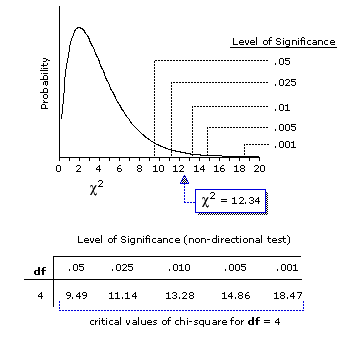 Level of Significance
.05
.025
.01
.005
.001
Probability
0 2 4 6 8 10 12 14 16 18 20
χ2
χ2 = 12.34
Level of Significance (non-directional test)
df .05 .025 .010 .005 .001
4 9.49 11.14 13.28 14.86 18.47
critical values of chi-square for df = 4